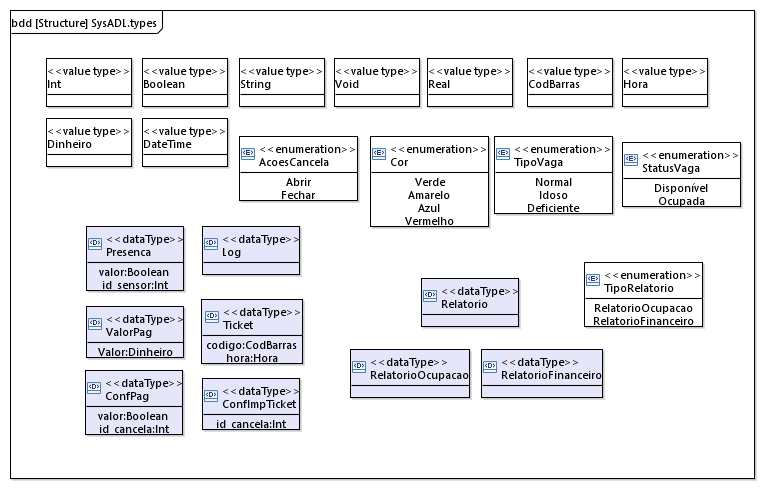 bdd [Structure] SysADL.types
<<value type>>
Int
<<value type>>
Boolean
<<value type>>
String
<<value type>>
Void
<<value type>>
Real
<<value type>>
CodBarras
<<value type>>
Hora
<<value type>>
Dinheiro
<<value type>>
DateTime
<<enumeration>>
AcoesCancela
Abrir
Fechar
<<enumeration>>
Cor
Verde
Amarelo
Azul
Vermelho
<<enumeration>>
TipoVaga
Normal
Idoso
Deficiente
<<enumeration>>
StatusVaga
Disponível
Ocupada
<<dataType>>
Presenca
valor:Boolean
id_sensor:Int
<<dataType>>
Log
<<dataType>>
Relatorio
<<enumeration>>
TipoRelatorio
RelatorioOcupacao
RelatorioFinanceiro
<<dataType>>
ValorPag
Valor:Dinheiro
<<dataType>>
Ticket
codigo:CodBarras
hora:Hora
<<dataType>>
RelatorioOcupacao
<<dataType>>
RelatorioFinanceiro
<<dataType>>
ConfPag
valor:Boolean
id_cancela:Int
<<dataType>>
ConfImpTicket
id_cancela:Int